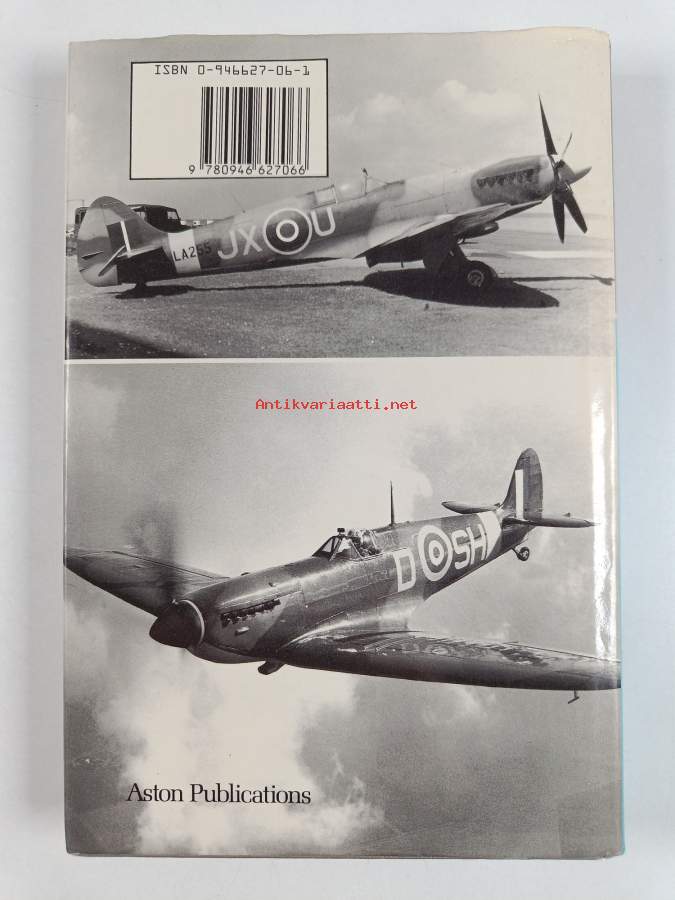 ISBN 0-946627-06-1
9 780946 627066
LA255 JX U
Antikvariaatti.net
D SH
Aston Publications